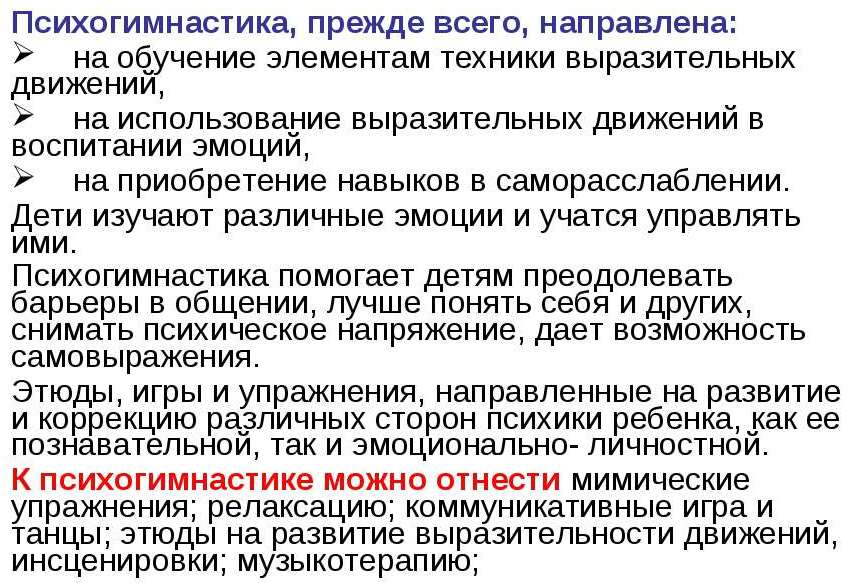 Психогимнастика, прежде всего, направлена:
➢ на обучение элементам техники выразительных
движений,
➢ на использование выразительных движений в
воспитании эмоций,
➢ на приобретение навыков в саморасслаблении.
Дети изучают различные эмоции и учатся управлять
ими.
Психогимнастика помогает детям преодолевать
барьеры в общении, лучше понять себя и других,
снимать психическое напряжение, дает возможность
самовыражения.
Этюды, игры и упражнения, направленные на развитие
и коррекцию различных сторон психики ребенка, как ее
познавательной, так и эмоционально- личностной.
К психогимнастике можно отнести мимические
упражнения; релаксацию; коммуникативные игра и
танцы; этюды на развитие выразительности движений,
инсценировки; музыкотерапию;